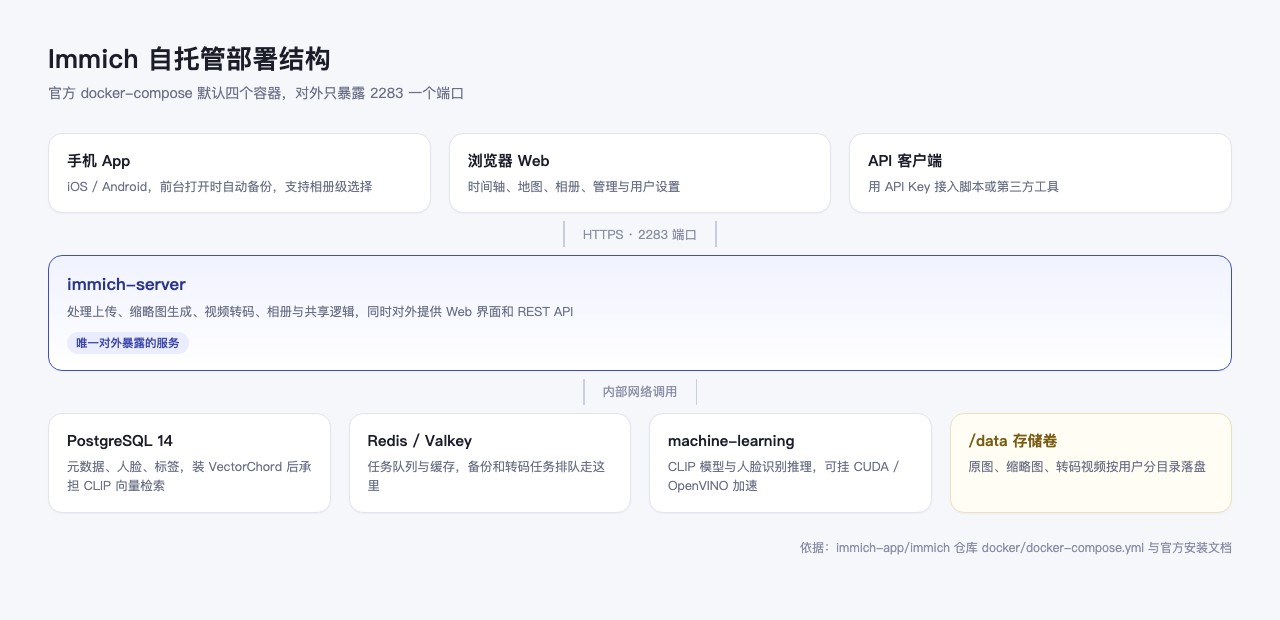 Immich 自托管部署结构
官方 docker-compose 默认四个容器，对外只暴露 2283 一个端口
手机 App
iOS / Android，前台打开时自动备份，支持相册级选择
浏览器 Web
时间轴、地图、相册、管理与用户设置
API 客户端
用 API Key 接入脚本或第三方工具
HTTPS · 2283 端口
immich-server
处理上传、缩略图生成、视频转码、相册与共享逻辑，同时对外提供 Web 界面和 REST API
唯一对外暴露的服务
内部网络调用
PostgreSQL 14
元数据、人脸、标签，装 VectorChord 后承
担 CLIP 向量检索
Redis / Valkey
任务队列与缓存，备份和转码任务排队走这
里
machine-learning
CLIP 模型与人脸识别推理，可挂 CUDA /
OpenVINO 加速
/data 存储卷
原图、缩略图、转码视频按用户分目录落盘
依据：immich-app/immich 仓库 docker/docker-compose.yml 与官方安装文档